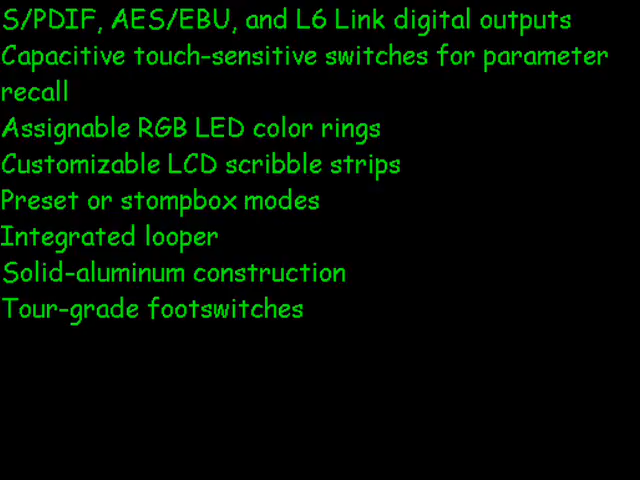 S/PDIF, AES/EBU, and L6 Link digital outputs
Capacitive touch-sensitive switches for parameter
recall
Assignable RGB LED color rings
Customizable LCD scribble strips
Preset or stompbox modes
Integrated looper
Solid-aluminum construction
Tour-grade footswitches